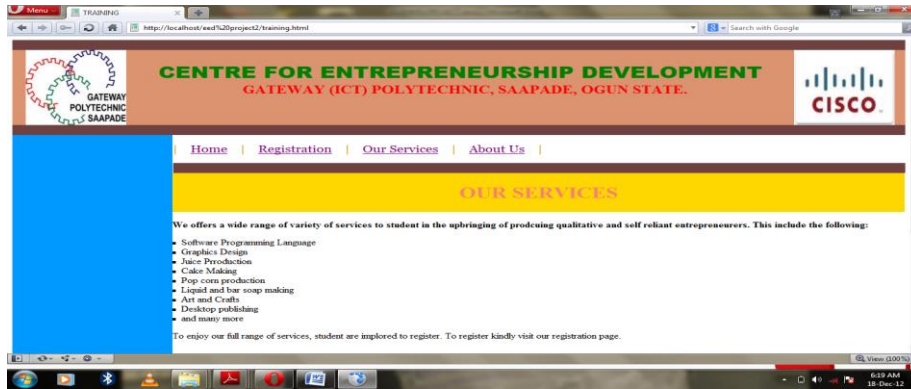 Menu
TRAINING
http://localhost/eed%20project2/training.html
Search with Google
GATEWAY
POLYTECHNIC
SAAPADE
CENTRE FOR ENTREPRENEURSHIP DEVELOPMENT
GATEWAY (ICT) POLYTECHNIC, SAAPADE, OGUN STATE.
CISCO
| Home | Registration | Our Services | About Us |
OUR SERVICES
We offers a wide range of variety of services to student in the upbringing of prodcuing qualitative and self reliant entrepreneurers. This include the following:
Software Programming Language
Graphics Design
Juice Prroduction
Cake Making
Pop corn production
Liquid and bar soap making
Art and Crafts
Desktop publishing
and many more
To enjoy our full range of services, student are implored to register. To register kindly visit our registration page.
View (100%)
6:19 AM
18-Dec-12